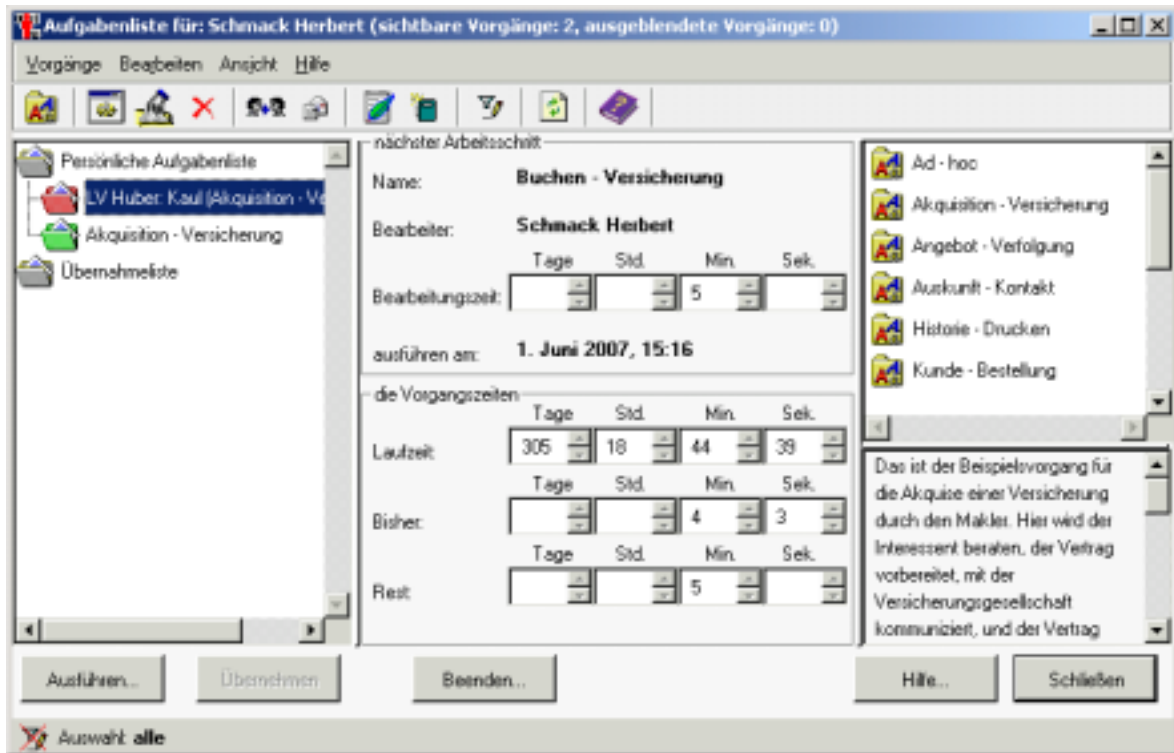 Aufgabenliste für: Schmack Herbert (sichtbare Vorgänge: 2, ausgeblendete Vorgänge: 0)
Vorgänge Bearbeiten Ansicht Hilfe
Persönliche Aufgabenliste
LV Huber: Kaul (Akquisition - Ve
Akquisition - Versicherung
Übernahmeliste
nächster Arbeitsschritt
Name: Buchen - Versicherung
Bearbeiter: Schmack Herbert
Tage Std. Min. Sek.
Bearbeitungszeit: 5
ausführen am: 1. Juni 2007, 15:16
die Vorgangszeiten
Tage Std. Min. Sek.
Laufzeit: 305 18 44 39
Tage Std. Min. Sek.
Bisher: 4 3
Tage Std. Min. Sek.
Rest: 5
Ad - hoc
Akquisition - Versicherung
Angebot - Verfolgung
Auskunft - Kontakt
Historie - Drucken
Kunde - Bestellung
Das ist der Beispielsvorgang für
die Akquise einer Versicherung
durch den Makler. Hier wird der
Interessent beraten, der Vertrag
vorbereitet, mit der
Versicherungsgesellschaft
kommuniziert, und der Vertrag
Ausführen... Übernehmen Beenden... Hilfe... Schließen
Auswahl: alle